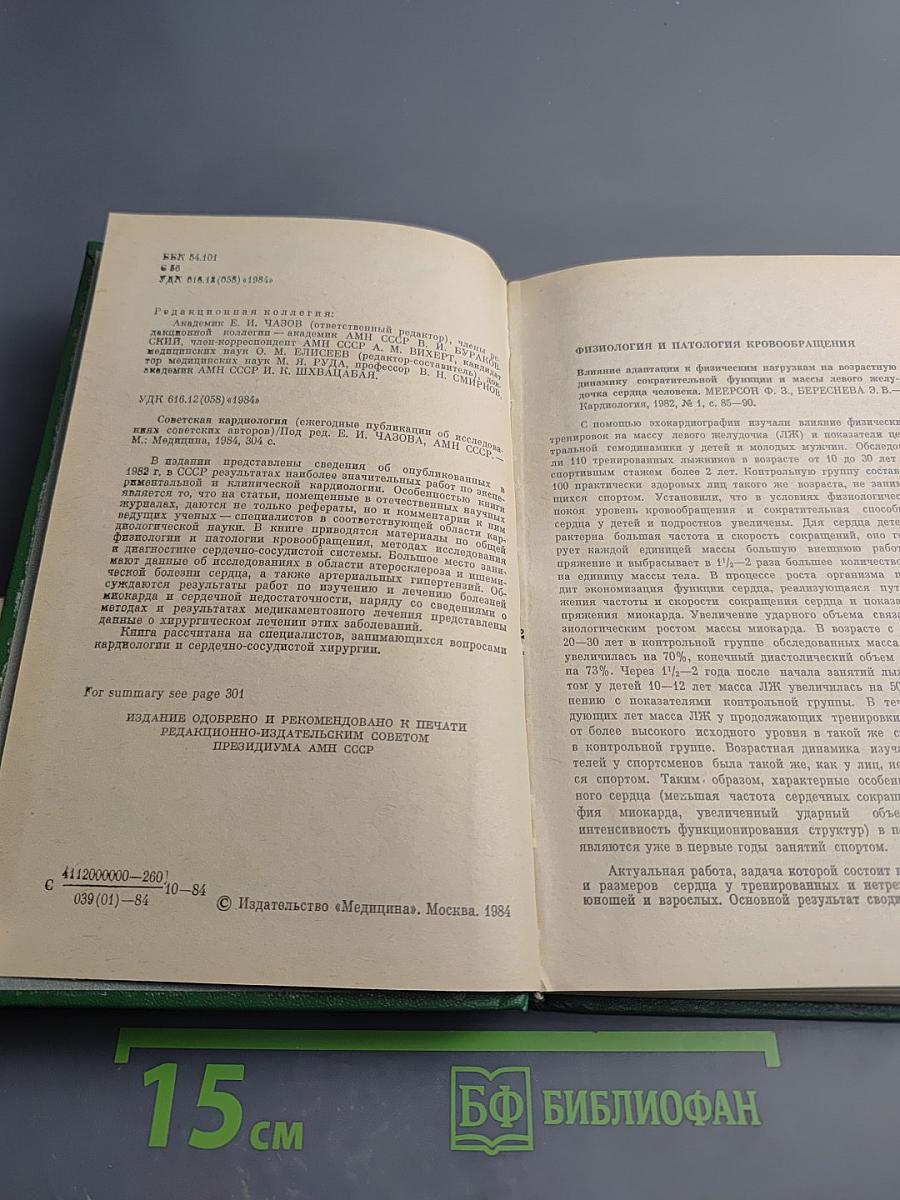 ББК 54.101
С 56
УДК 616.12(058)«1984»
Редакционная коллегия:
Академик Е. И. ЧАЗОВ (ответственный редактор), члены ре-
дакционной коллегии — академик АМН СССР В. И. БУРАКОВ-
СКИЙ, член-корреспондент АМН СССР А. М. ВИХЕРТ, кандидат
медицинских наук О. М. ЕЛИСЕЕВ (редактор-составитель), док-
тор медицинских наук М. Я. РУДА, профессор В. Н. СМИРНОВ,
академик АМН СССР И. К. ШХВАЦАБАЯ.
УДК 616.12(058)«1984»
Советская кардиология (ежегодные публикации об исследова-
ниях советских авторов)/Под ред. Е. И. ЧАЗОВА, АМН СССР.—
М.: Медицина, 1984, 304 с.
В издании представлены сведения об опубликованных в
1982 г. в СССР результатах наиболее значительных работ по экспе-
риментальной и клинической кардиологии. Особенностью книги
является то, что на статьи, помещенные в отечественных научных
журналах, даются не только рефераты, но и комментарии к ним
ведущих ученых — специалистов в соответствующей области кар-
диологической науки. В книге приводятся материалы по общей
физиологии и патологии кровообращения, методах исследования
и диагностике сердечно-сосудистой системы. Большое место зани-
мают данные об исследованиях в области атеросклероза и ишеми-
ческой болезни сердца, а также артериальных гипертензий. Об-
суждаются результаты работ по изучению и лечению болезней
миокарда и сердечной недостаточности, наряду со сведениями о
методах и результатах медикаментозного лечения представлены
данные о хирургическом лечении этих заболеваний.
Книга рассчитана на специалистов, занимающихся вопросами
кардиологии и сердечно-сосудистой хирургии.
For summary see page 301
ИЗДАНИЕ ОДОБРЕНО И РЕКОМЕНДОВАНО К ПЕЧАТИ
РЕДАКЦИОННО-ИЗДАТЕЛЬСКИМ СОВЕТОМ
ПРЕЗИДИУМА АМН СССР
С 4112000000—260 10—84
039(01)—84
© Издательство «Медицина». Москва. 1984
ФИЗИОЛОГИЯ И ПАТОЛОГИЯ КРОВООБРАЩЕНИЯ
Влияние адаптации к физическим нагрузкам на возрастную
динамику сократительной функции и массы левого желу-
дочка сердца человека. МЕЕРСОН Ф. З., БЕРЕСНЕВА Э. В.—
Кардиология, 1982, № 1, с. 85—90.
С помощью эхокардиографии изучали влияние физически
тренировок на массу левого желудочка (ЛЖ) и показатели це
тральной гемодинамики у детей и молодых мужчин. Обследо
ли 110 тренированных лыжников в возрасте от 10 до 30 лет
спортивным стажем более 2 лет. Контрольную группу состав
100 практически здоровых лиц такого же возраста, не заним
щихся спортом. Установили, что в условиях физиологичес
покоя уровень кровообращения и сократительная способ
сердца у детей и подростков увеличены. Для сердца дете
рактерна большая частота и скорость сокращений, оно ге
рует каждой единицей массы большую внешнюю работ
пряжение и выбрасывает в 1½—2 раза большее количество
на единицу массы тела. В процессе роста организма п
дит экономизация функции сердца, реализующаяся пут
жения частоты и скорости сокращения сердца и показа
пряжения миокарда. Увеличение ударного объема связа
зиологическим ростом массы миокарда. В возрасте с
20—30 лет в контрольной группе обследованных масса
увеличилась на 70%, конечный диастолический объем
на 73%. Через 1½—2 года после начала занятий лыж
том у детей 10—12 лет масса ЛЖ увеличилась на 50
нению с показателями контрольной группы. В теч
дующих лет масса ЛЖ у продолжающих тренировки
от более высокого исходного уровня в такой же ст
в контрольной группе. Возрастная динамика изуча
телей у спортсменов была такой же, как у лиц, не
ся спортом. Таким образом, характерные особен
ного сердца (меньшая частота сердечных сокращ
фия миокарда, увеличенный ударный объе
интенсивность функционирования структур) в по
являются уже в первые годы занятий спортом.
Актуальная работа, задача которой состоит в
и размеров сердца у тренированных и нетре
юношей и взрослых. Основной результат своди
15 см
БФ БИБЛИОФАН